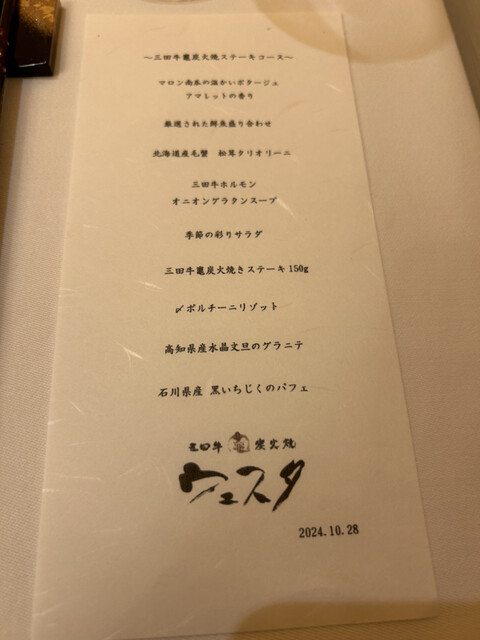 ～三田牛竈炭火焼ステーキコース～
マロン南瓜の温かいポタージュ
アマレットの香り
厳選された鮮魚盛り合わせ
北海道産毛蟹 松茸タリオリーニ
三田牛ホルモン
オニオングラタンスープ
季節の彩りサラダ
三田牛竈炭火焼きステーキ150g
〆ポルチーニリゾット
高知県産水晶文旦のグラニテ
石川県産 黒いちじくのパフェ
三田牛 炭火焼
ウェスタ
2024.10.28